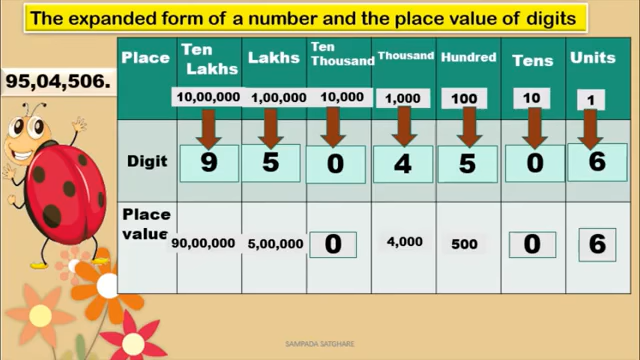 The expanded form of a number and the place value of digits
95,04,506.
Place Ten Lakhs Lakhs Ten Thousand Thousand Hundred Tens Units
10,00,000 1,00,000 10,000 1,000 100 10 1
Digit 9 5 0 4 5 0 6
Place value 90,00,000 5,00,000 0 4,000 500 0 6
SAMPADA SATGHARE